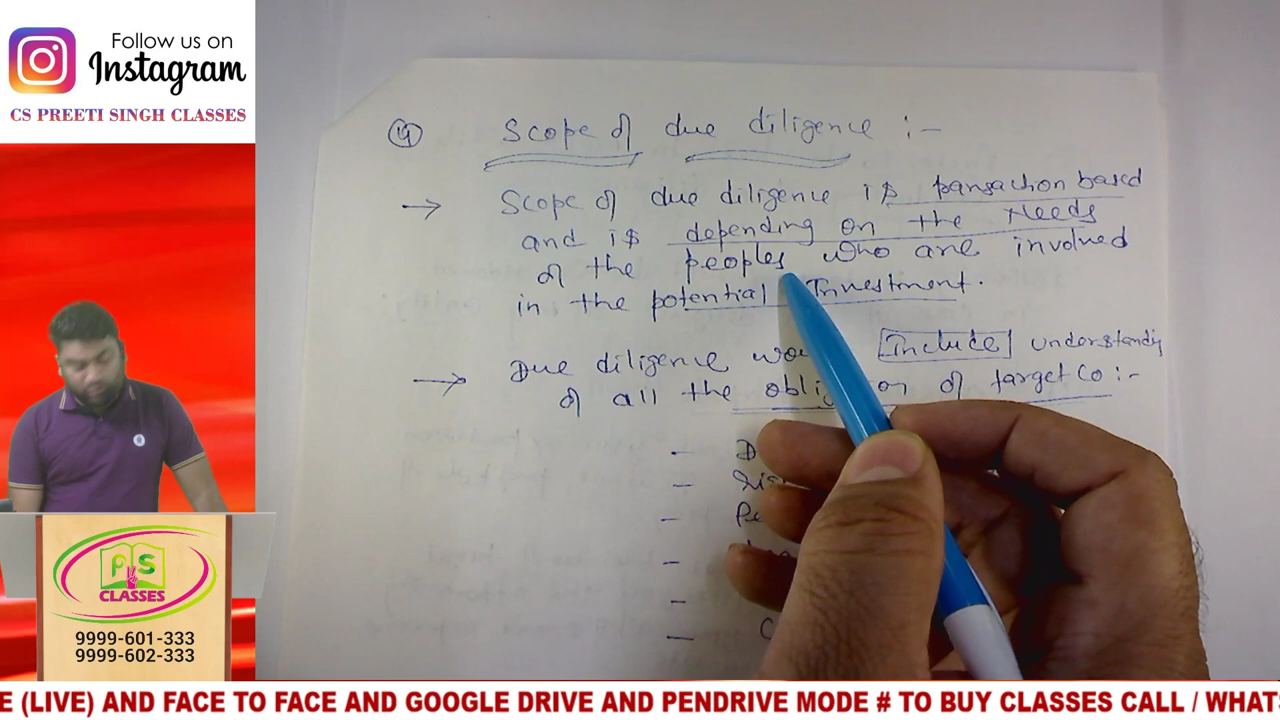 Follow us on
Instagram
CS PREETI SINGH CLASSES
4
Scope of due diligence :-
→ Scope of due diligence is transaction based
and is depending on the needs
of the peoples who are involved
in the potential Investment.
→ Due diligence Include understanding
of all the of target Co :-
-
-
-
-
-
-
PS
CLASSES
9999-601-333
9999-602-333
E (LIVE) AND FACE TO FACE AND GOOGLE DRIVE AND PENDRIVE MODE # TO BUY CLASSES CALL / WHATS